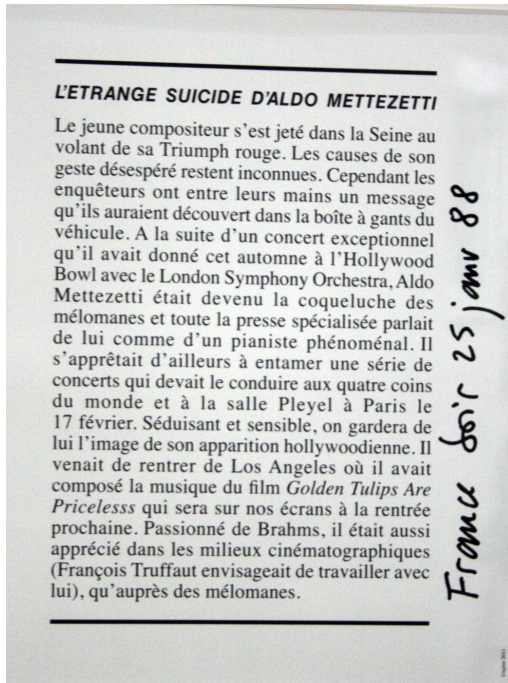 L'ETRANGE SUICIDE D'ALDO METTEZETTI
Le jeune compositeur s'est jeté dans la Seine au
volant de sa Triumph rouge. Les causes de son
geste désespéré restent inconnues. Cependant les
enquêteurs ont entre leurs mains un message
qu'ils auraient découvert dans la boîte à gants du
véhicule. A la suite d'un concert exceptionnel
qu'il avait donné cet automne à l'Hollywood
Bowl avec le London Symphony Orchestra, Aldo
Mettezetti était devenu la coqueluche des
mélomanes et toute la presse spécialisée parlait
de lui comme d'un pianiste phénoménal. Il
s'apprêtait d'ailleurs à entamer une série de
concerts qui devait le conduire aux quatre coins
du monde et à la salle Pleyel à Paris le
17 février. Séduisant et sensible, on gardera de
lui l'image de son apparition hollywoodienne. Il
venait de rentrer de Los Angeles où il avait
composé la musique du film Golden Tulips Are
Pricelesss qui sera sur nos écrans à la rentrée
prochaine. Passionné de Brahms, il était aussi
apprécié dans les milieux cinématographiques
(François Truffaut envisageait de travailler avec
lui), qu'auprès des mélomanes.
France Soir 25 janv 88